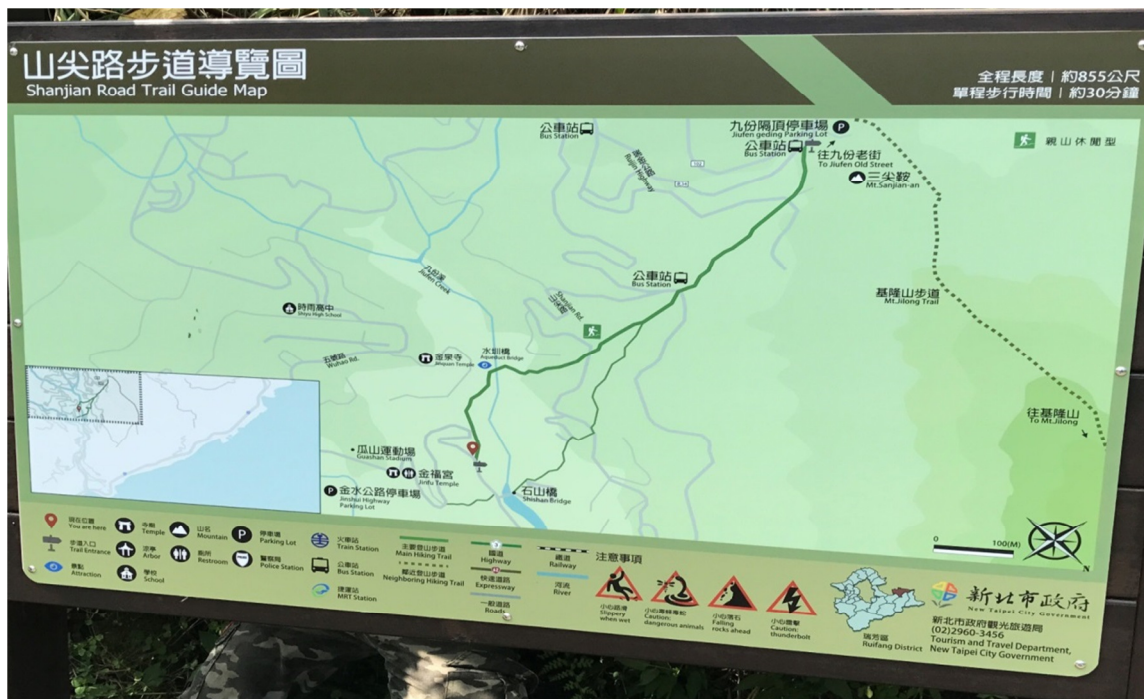 山尖路步道導覽圖
Shanjian Road Trail Guide Map
全程長度｜約855公尺
單程步行時間｜約30分鐘
九份隔頂停車場 P
Jiufen geding Parking Lot
公車站
Bus Station
公車站
Bus Station
往九份老街
To Jiufen Old Street
親山休閒型
三尖鞍
Mt.Sanjian-an
Ruijin Highway
102
九份溪
Jiufen Creek
公車站
Bus Station
基隆山步道
Mt.Jilong Trail
時雨高中
Shiyu High School
山尖路
Shanjian Rd.
五號路
Wuhao Rd.
金泉寺
水圳橋
Aquaduct Bridge
往基隆山
To Mt.Jilong
瓜山運動場
Guashan Stadium
金福宮
Jinfu Temple
P 金水公路停車場
Jinshui Highway
Parking Lot
石山橋
Shishan Bridge
0 100(M)
N
現在位置
You are here
寺廟
Temple
山名
Mountain
P 停車場
Parking Lot
火車站
Train Station
主要登山步道
Main Hiking Trail
國道
Highway
鐵道
Railway
注意事項
步道入口
Trail Entrance
涼亭
Arbor
廁所
Restroom
警察局
Police Station
公車站
Bus Station
鄰近登山步道
Neighboring Hiking Trail
快速道路
Expressway
河流
River
景點
Attraction
學校
School
捷運站
MRT Station
一般道路
Roads
小心路滑
Slippery
when wet
Caution:
dangerous animals
小心落石
Falling
rocks ahead
小心雷擊
Caution:
thunderbolt
瑞芳區
Ruifang District
新北市政府
New Taipei City Government
新北市政府觀光旅遊局
(02)2960-3456
Tourism and Travel Department,
New Taipei City Government